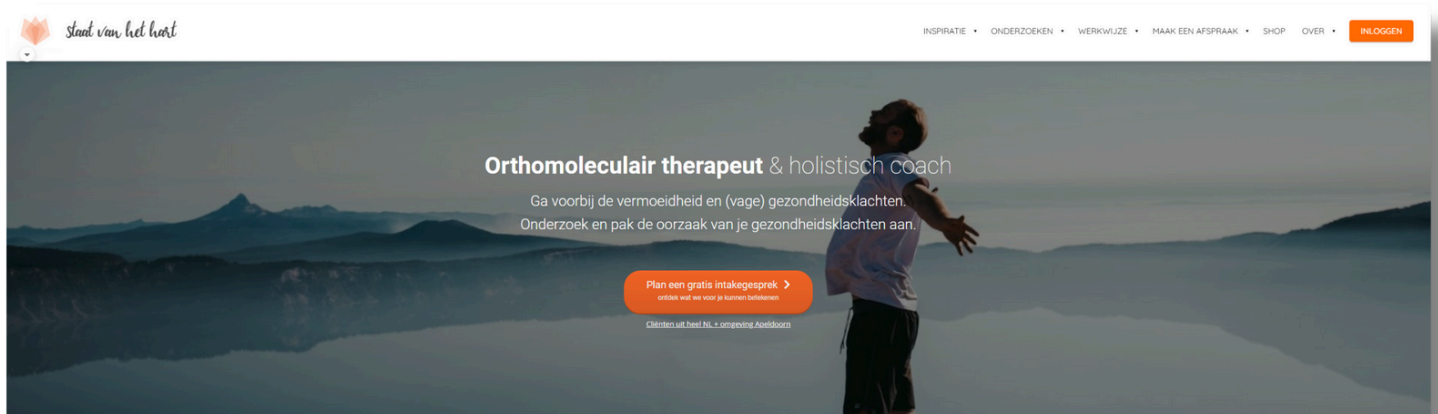 staat van het hart
INSPIRATIE
ONDERZOEKEN
WERKWIJZE
MAAK EEN AFSPRAAK
SHOP
OVER
INLOGGEN
Orthomoleculair therapeut & holistisch coach
Ga voorbij de vermoeidheid en (vage) gezondheidsklachten.
Onderzoek en pak de oorzaak van je gezondheidsklachten aan.
Plan een gratis intakegesprek
ontdek wat we voor je kunnen betekenen
Cliënten uit heel NL + omgeving Apeldoorn